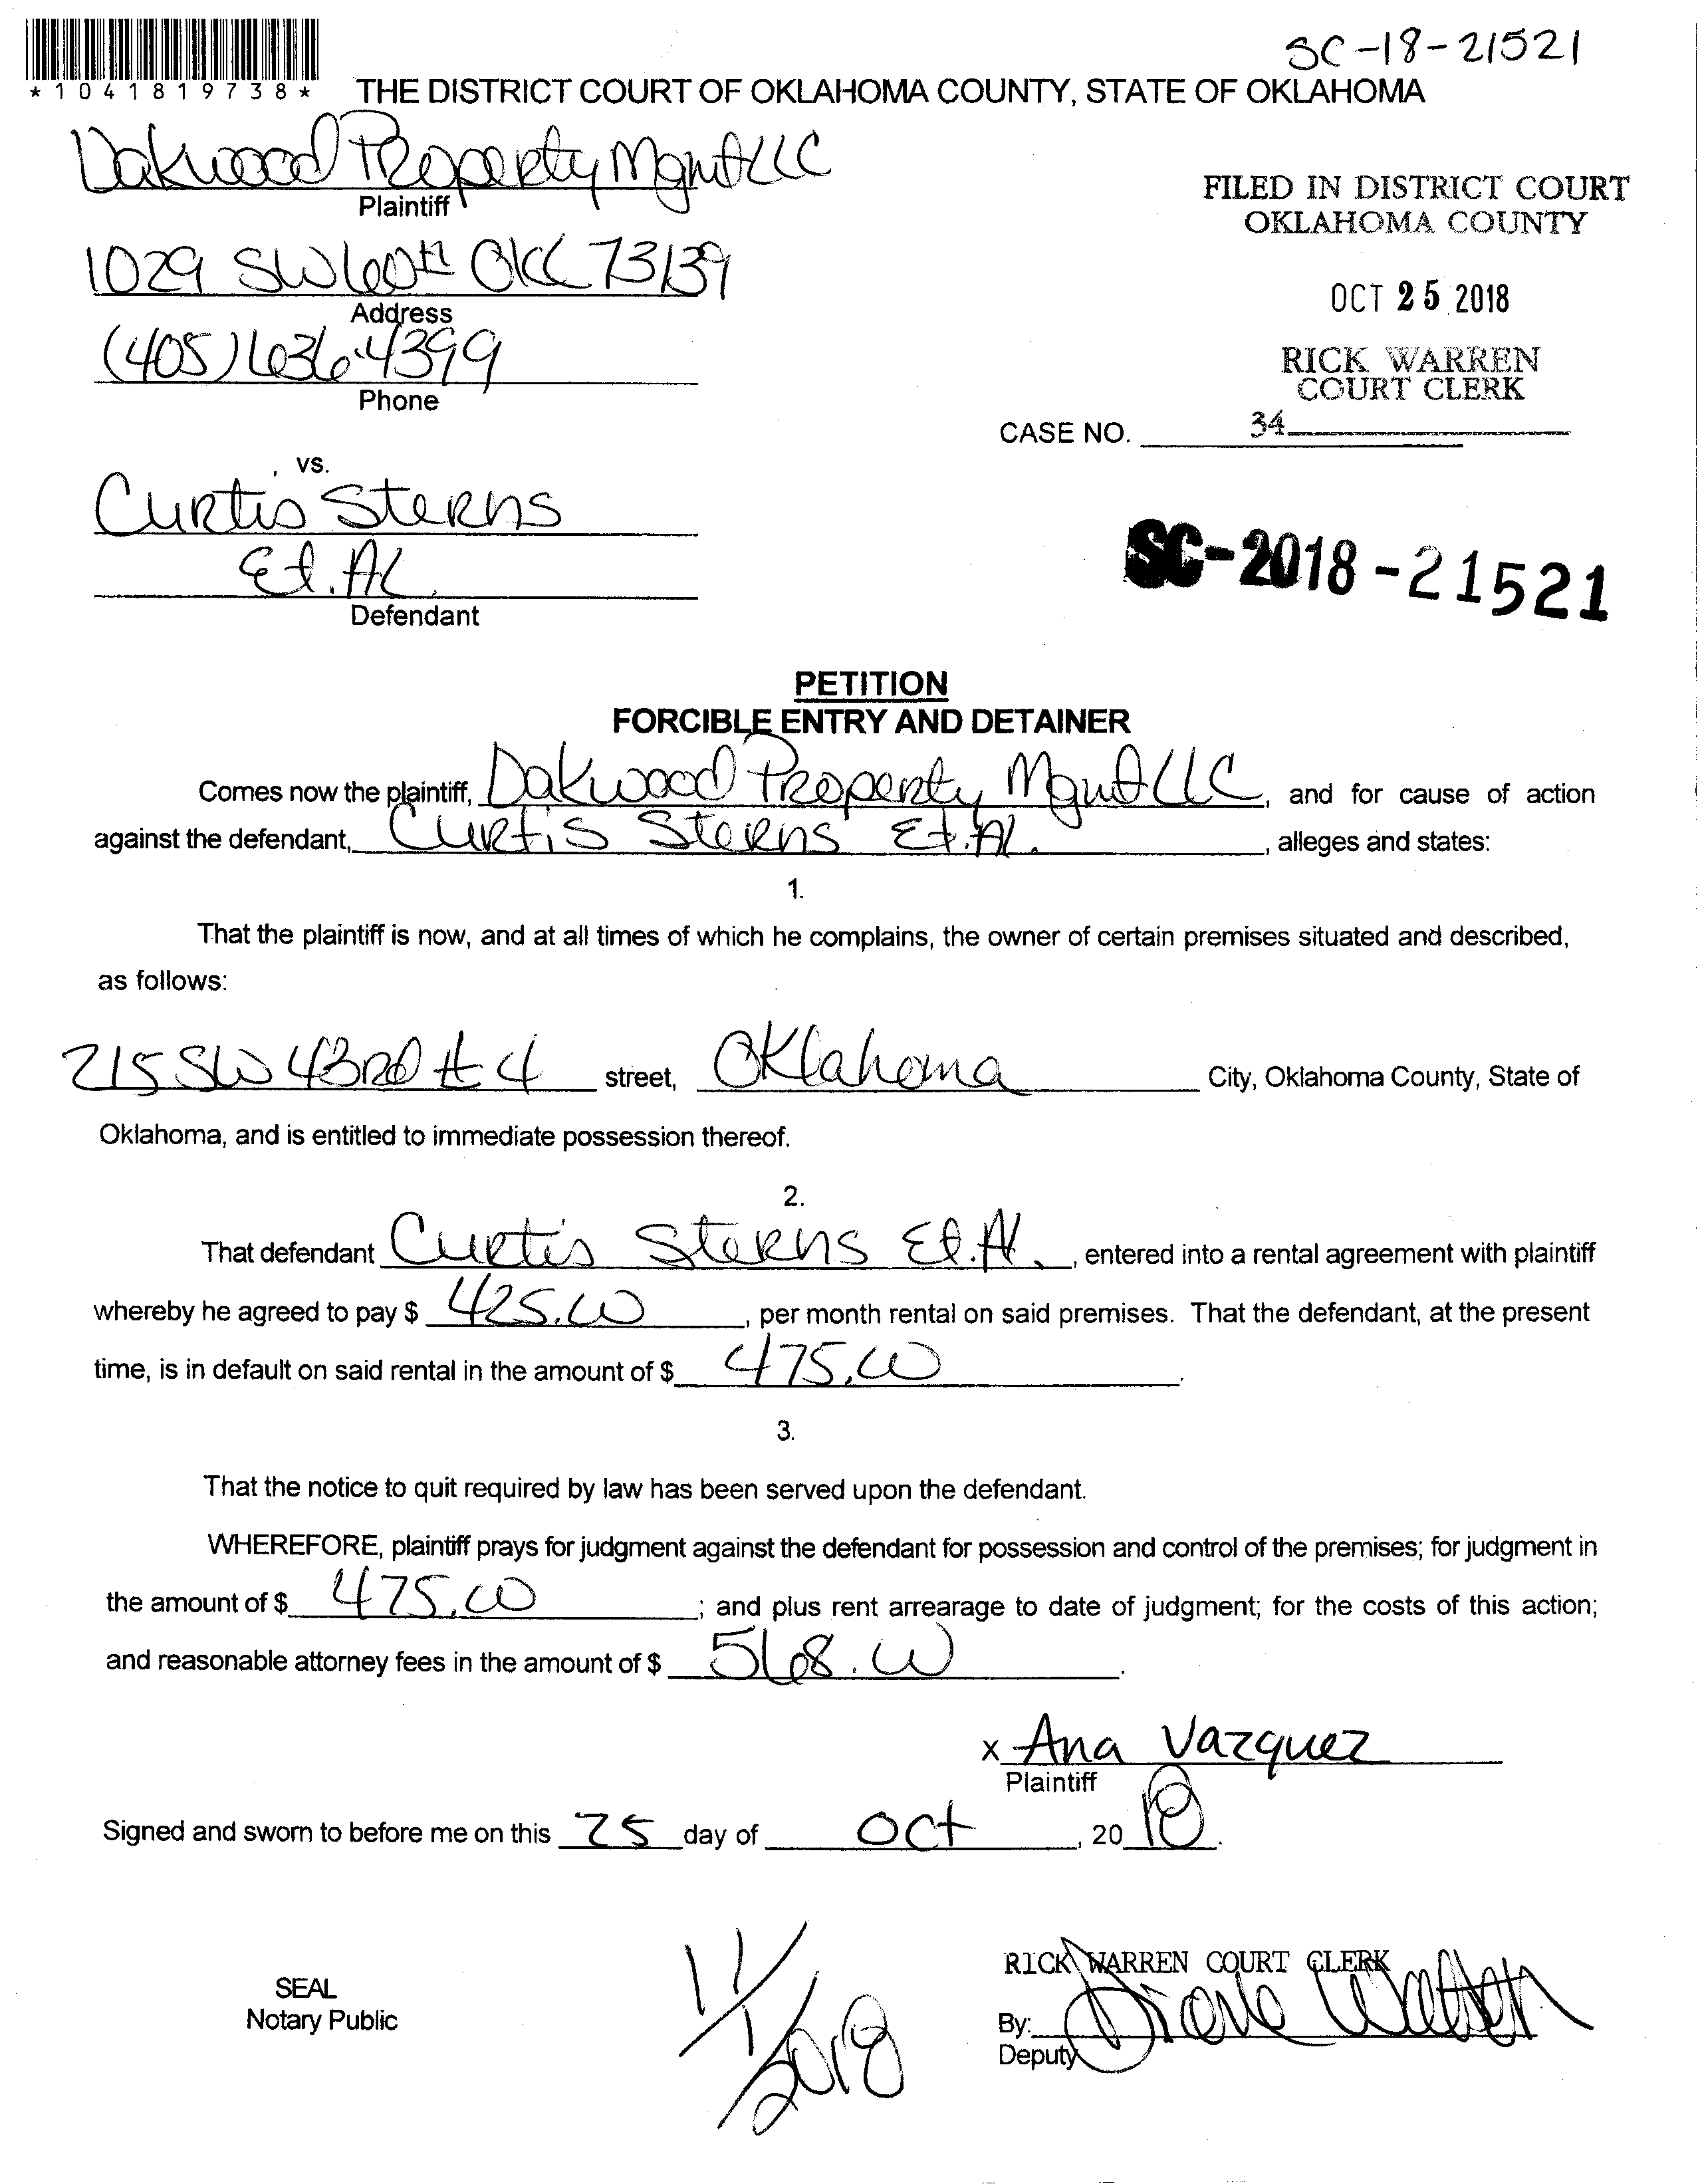 SC-18-21521
*1041819738*
THE DISTRICT COURT OF OKLAHOMA COUNTY, STATE OF OKLAHOMA
Oakwood Property Mgmt LLC
Plaintiff
FILED IN DISTRICT COURT
OKLAHOMA COUNTY
1029 SW 60th OKC 73139
Address
OCT 25 2018
(405) 636-4399
Phone
RICK WARREN
COURT CLERK
CASE NO. 34
vs.
Curtis Sterns
Et. Al.
Defendant
SC-2018-21521
PETITION
FORCIBLE ENTRY AND DETAINER
Comes now the plaintiff, Oakwood Property Mgmt LLC, and for cause of action
against the defendant, Curtis Sterns Et. Al., alleges and states:
1.
That the plaintiff is now, and at all times of which he complains, the owner of certain premises situated and described,
as follows:
215 SW 43rd # 4 street, Oklahoma City, Oklahoma County, State of
Oklahoma, and is entitled to immediate possession thereof.
2.
That defendant Curtis Sterns Et. Al., entered into a rental agreement with plaintiff
whereby he agreed to pay $ 425.00, per month rental on said premises. That the defendant, at the present
time, is in default on said rental in the amount of $ 475.00.
3.
That the notice to quit required by law has been served upon the defendant.
WHEREFORE, plaintiff prays for judgment against the defendant for possession and control of the premises; for judgment in
the amount of $ 475.00; and plus rent arrearage to date of judgment; for the costs of this action;
and reasonable attorney fees in the amount of $ 568.00.
x Ana Vazquez
Plaintiff
Signed and sworn to before me on this 25 day of Oct, 2018.
SEAL
Notary Public
11/1/2018
RICK WARREN COURT CLERK
By: Diane Walten
Deputy